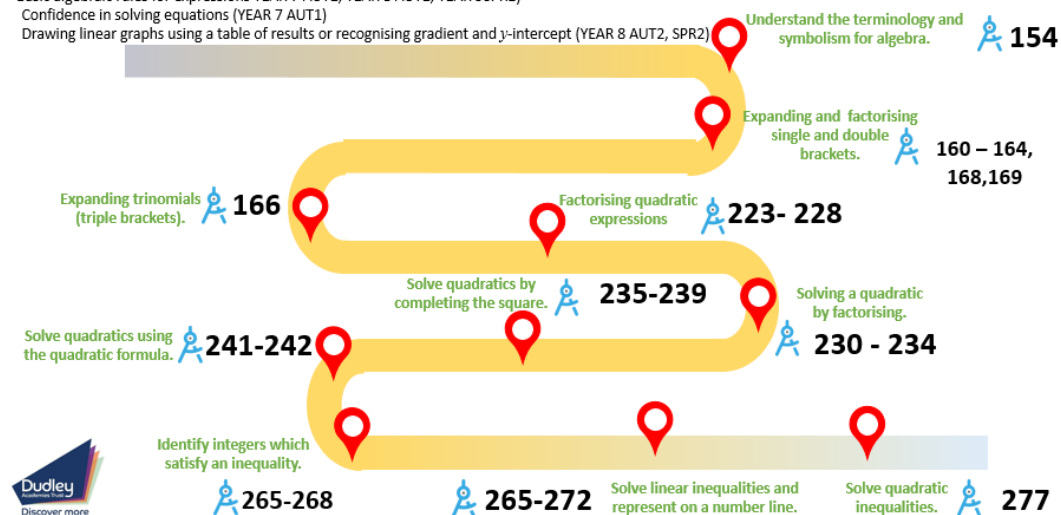 Confidence in solving equations (YEAR 7 AUT1)
Drawing linear graphs using a table of results or recognising gradient and y-intercept (YEAR 8 AUT2, SPR2)
Understand the terminology and
symbolism for algebra.
154
Expanding and factorising
single and double
brackets.
160 – 164,
168,169
Expanding trinomials
(triple brackets).
166
Factorising quadratic
expressions
223- 228
Solve quadratics by
completing the square.
235-239
Solving a quadratic
by factorising.
230 - 234
Solve quadratics using
the quadratic formula.
241-242
Identify integers which
satisfy an inequality.
265-268
265-272
Solve linear inequalities and
represent on a number line.
Solve quadratic
inequalities.
277
Dudley
Academies Trust
Discover more